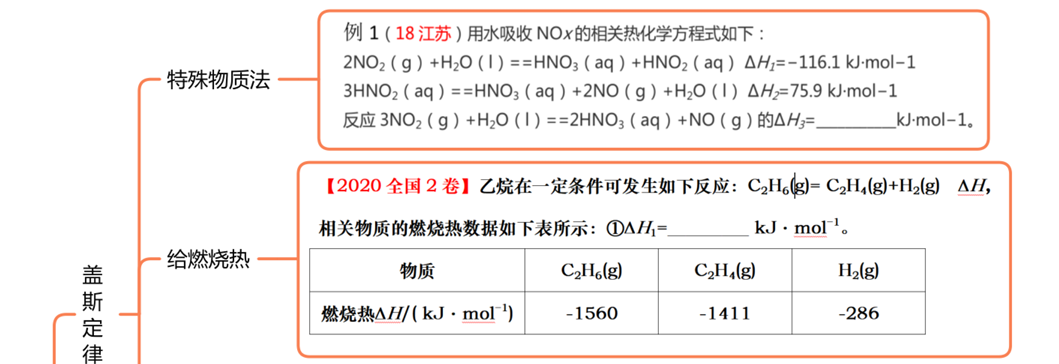 例 1（18 江苏）用水吸收 NOx 的相关热化学方程式如下：
2NO₂（g）+H₂O（l）==HNO₃（aq）+HNO₂（aq） ΔH₁=−116.1 kJ·mol−1
3HNO₂（aq）==HNO₃（aq）+2NO（g）+H₂O（l） ΔH₂=75.9 kJ·mol−1
反应 3NO₂（g）+H₂O（l）==2HNO₃（aq）+NO（g）的ΔH₃=_________kJ·mol−1。
特殊物质法
【2020 全国 2 卷】乙烷在一定条件可发生如下反应：C₂H₆(g)= C₂H₄(g)+H₂(g) ΔH,
相关物质的燃烧热数据如下表所示：①ΔH₁=_________ kJ·mol⁻¹。
物质 C₂H₆(g) C₂H₄(g) H₂(g)
燃烧热ΔH/( kJ·mol⁻¹) -1560 -1411 -286
给燃烧热
盖
斯
定
律